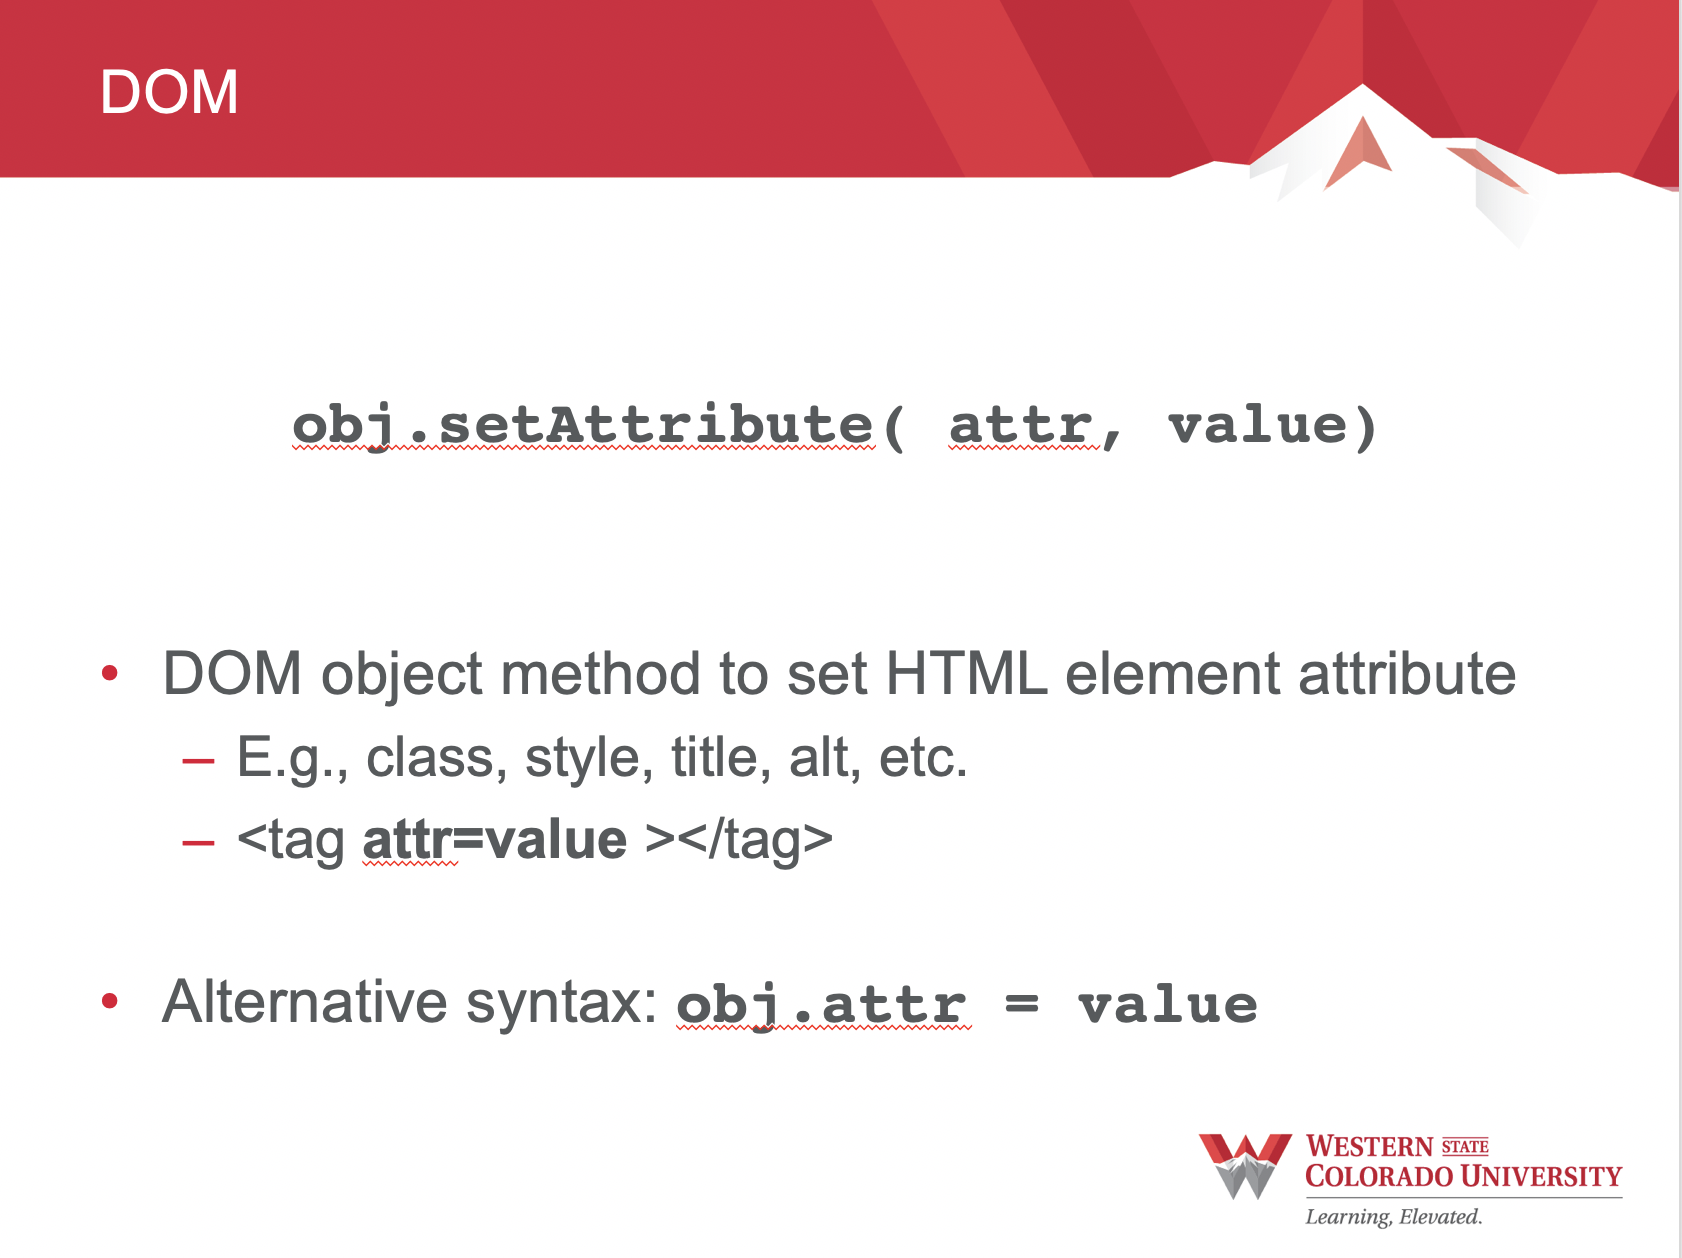 DOM
obj.setAttribute( attr, value)
• DOM object method to set HTML element attribute
– E.g., class, style, title, alt, etc.
– <tag attr=value ></tag>
• Alternative syntax: obj.attr = value
WESTERN STATE
COLORADO UNIVERSITY
Learning, Elevated.